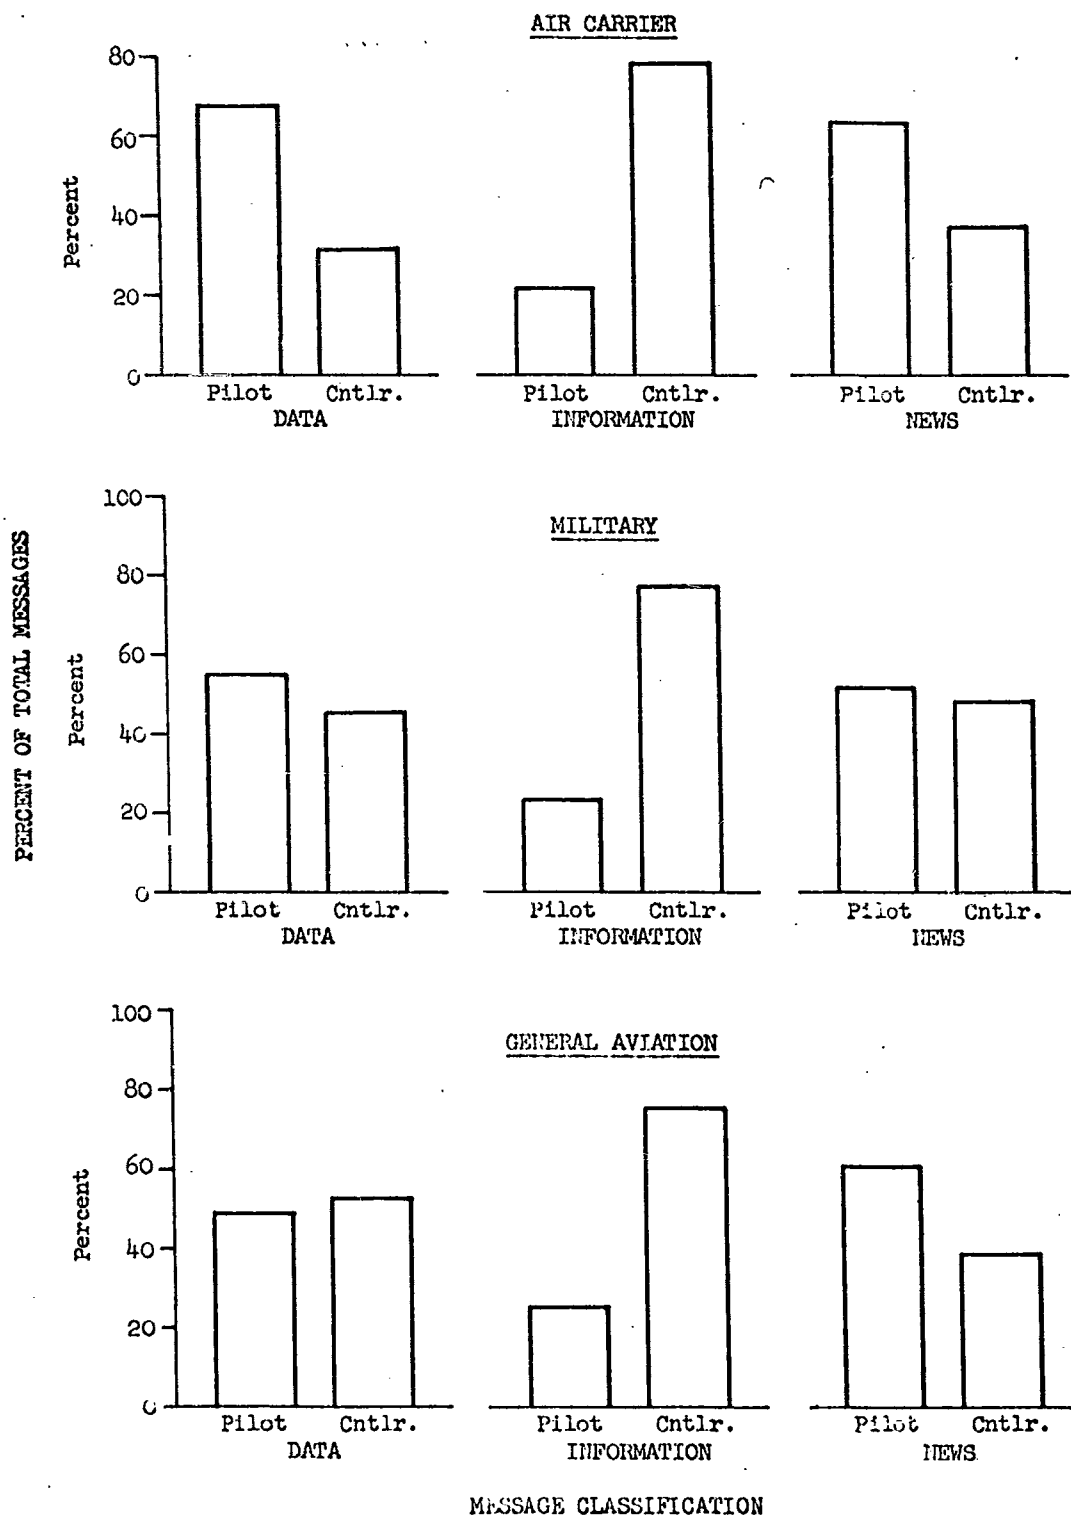 AIR CARRIER
80
60
40
20
0
Percent
Pilot Cntlr. Pilot Cntlr. Pilot Cntlr.
DATA INFORMATION NEWS
PERCENT OF TOTAL MESSAGES
MILITARY
100
80
60
40
20
0
Percent
Pilot Cntlr. Pilot Cntlr. Pilot Cntlr.
DATA INFORMATION NEWS
GENERAL AVIATION
100
80
60
40
20
0
Percent
Pilot Cntlr. Pilot Cntlr. Pilot Cntlr.
DATA INFORMATION NEWS
MESSAGE CLASSIFICATION